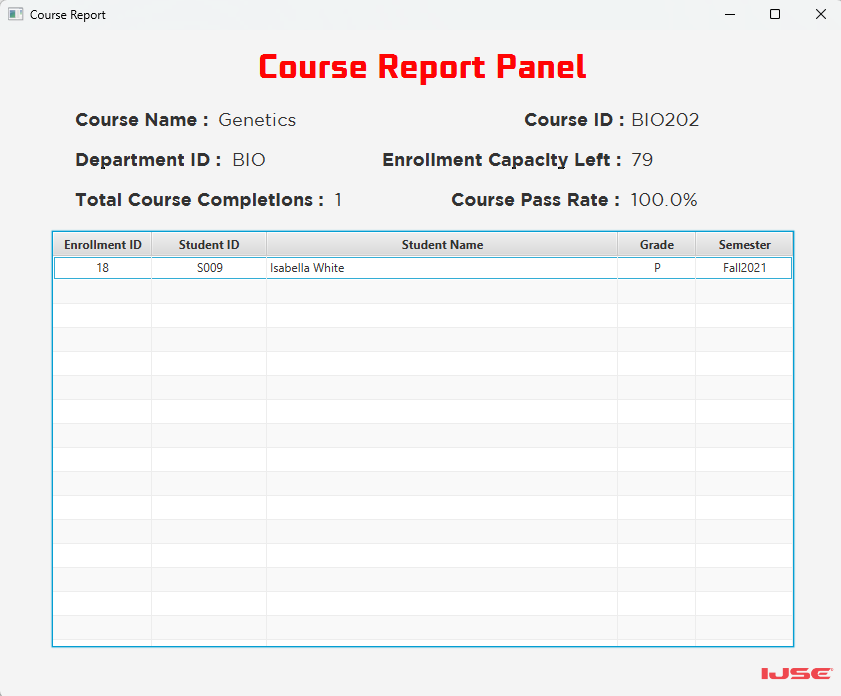 Course Report
Course Report Panel
Course Name : Genetics Course ID : BIO202
Department ID : BIO Enrollment Capacity Left : 79
Total Course Completions : 1 Course Pass Rate : 100.0%
Enrollment ID Student ID Student Name Grade Semester
18 S009 Isabella White P Fall2021
IJSE